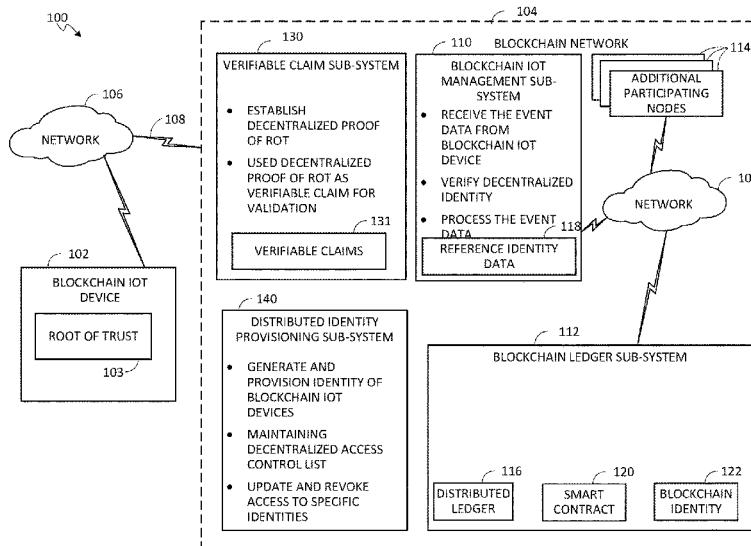 100
104
130
VERIFIABLE CLAIM SUB-SYSTEM
• ESTABLISH
DECENTRALIZED PROOF OF
ROT
• USED DECENTRALIZED
PROOF OF ROT AS
VERIFIABLE CLAIM FOR
VALIDATION
131
VERIFIABLE CLAIMS
110
BLOCKCHAIN IOT
MANAGEMENT SUB-
SYSTEM
• RECEIVE THE EVENT
DATA FROM
BLOCKCHAIN IOT
DEVICE
• VERIFY DECENTRALIZED
IDENTITY
• PROCESS THE EVENT
DATA
118
REFERENCE IDENTITY
DATA
BLOCKCHAIN NETWORK
114
ADDITIONAL
PARTICIPATING
NODES
NETWORK
106
108
NETWORK
102
BLOCKCHAIN IOT
DEVICE
ROOT OF TRUST
103
140
DISTRIBUTED IDENTITY
PROVISIONING SUB-SYSTEM
• GENERATE AND
PROVISION IDENTITY OF
BLOCKCHAIN IOT
DEVICES
• MAINTAINING
DECENTRALIZED ACCESS
CONTROL LIST
• UPDATE AND REVOKE
ACCESS TO SPECIFIC
IDENTITIES
112
BLOCKCHAIN LEDGER SUB-SYSTEM
116
DISTRIBUTED
LEDGER
120
SMART
CONTRACT
122
BLOCKCHAIN
IDENTITY